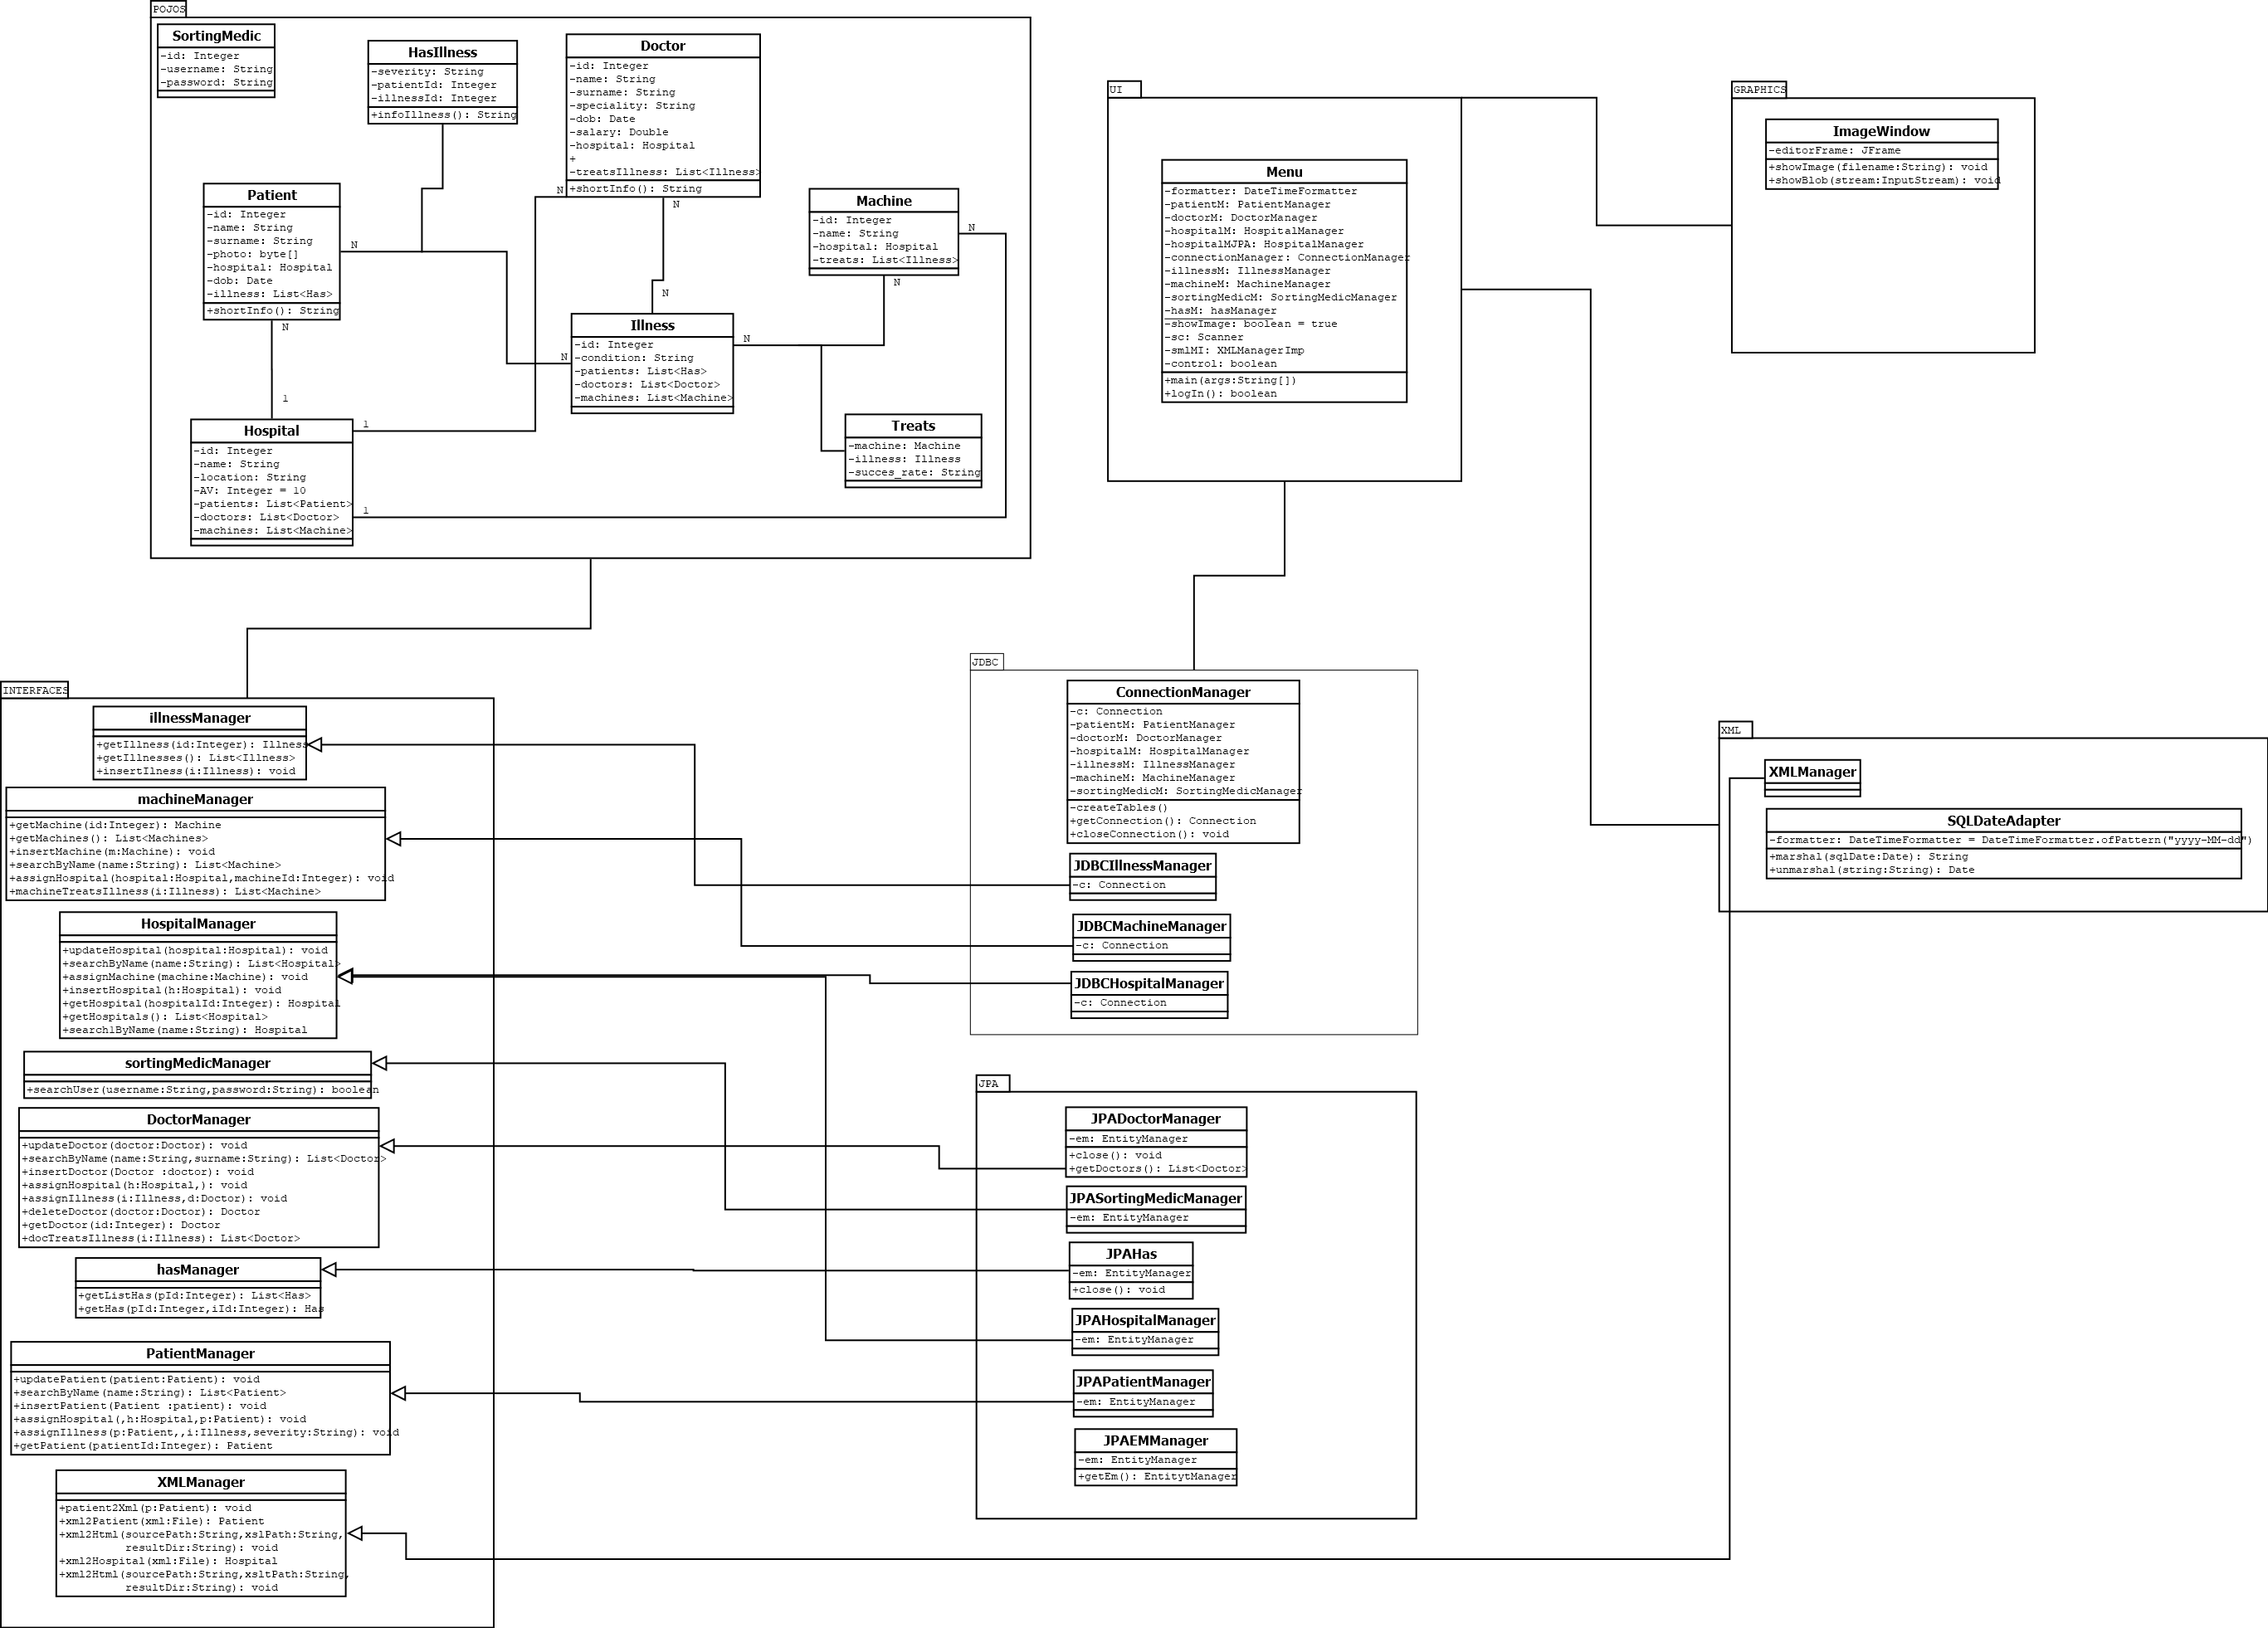 POJOS
SortingMedic
-id: Integer
-username: String
-password: String
HasIllness
-severity: String
-patientId: Integer
-illnessId: Integer
+infoIllness(): String
Doctor
-id: Integer
-name: String
-surname: String
-speciality: String
-dob: Date
-salary: Double
-hospital: Hospital
+
-treatsIllness: List<Illness>
+shortInfo(): String
N
N
Patient
-id: Integer
-name: String
-surname: String
-photo: byte[]
-hospital: Hospital
-dob: Date
-illness: List<Has>
+shortInfo(): String
N
N
Machine
-id: Integer
-name: String
-hospital: Hospital
-treats: List<Illness>
N
N
N
Illness
-id: Integer
-condition: String
-patients: List<Has>
-doctors: List<Doctor>
-machines: List<Machine>
N
N
1
Hospital
-id: Integer
-name: String
-location: String
-AV: Integer = 10
-patients: List<Patient>
-doctors: List<Doctor>
-machines: List<Machine>
1
1
Treats
-machine: Machine
-illness: Illness
-succes_rate: String
UI
Menu
-formatter: DateTimeFormatter
-patientM: PatientManager
-doctorM: DoctorManager
-hospitalM: HospitalManager
-hospitalMJPA: HospitalManager
-connectionManager: ConnectionManager
-illnessM: IllnessManager
-machineM: MachineManager
-sortingMedicM: SortingMedicManager
-hasM: hasManager
-showImage: boolean = true
-sc: Scanner
-smlMI: XMLManagerImp
-control: boolean
+main(args:String[])
+logIn(): boolean
GRAPHICS
ImageWindow
-editorFrame: JFrame
+showImage(filename:String): void
+showBlob(stream:InputStream): void
INTERFACES
illnessManager
+getIllness(id:Integer): Illness
+getIllnesses(): List<Illness>
+insertIlness(i:Illness): void
machineManager
+getMachine(id:Integer): Machine
+getMachines(): List<Machines>
+insertMachine(m:Machine): void
+searchByName(name:String): List<Machine>
+assignHospital(hospital:Hospital,machineId:Integer): void
+machineTreatsIllness(i:Illness): List<Machine>
HospitalManager
+updateHospital(hospital:Hospital): void
+searchByName(name:String): List<Hospital>
+assignMachine(machine:Machine): void
+insertHospital(h:Hospital): void
+getHospital(hospitalId:Integer): Hospital
+getHospitals(): List<Hospital>
+search1ByName(name:String): Hospital
sortingMedicManager
+searchUser(username:String,password:String): boolean
DoctorManager
+updateDoctor(doctor:Doctor): void
+searchByName(name:String,surname:String): List<Doctor>
+insertDoctor(Doctor :doctor): void
+assignHospital(h:Hospital,): void
+assignIllness(i:Illness,d:Doctor): void
+deleteDoctor(doctor:Doctor): Doctor
+getDoctor(id:Integer): Doctor
+docTreatsIllness(i:Illness): List<Doctor>
hasManager
+getListHas(pId:Integer): List<Has>
+getHas(pId:Integer,iId:Integer): Has
PatientManager
+updatePatient(patient:Patient): void
+searchByName(name:String): List<Patient>
+insertPatient(Patient :patient): void
+assignHospital(,h:Hospital,p:Patient): void
+assignIllness(p:Patient,,i:Illness,severity:String): void
+getPatient(patientId:Integer): Patient
XMLManager
+patient2Xml(p:Patient): void
+xml2Patient(xml:File): Patient
+xml2Html(sourcePath:String,xslPath:String,
resultDir:String): void
+xml2Hospital(xml:File): Hospital
+xml2Html(sourcePath:String,xsltPath:String,
resultDir:String): void
JDBC
ConnectionManager
-c: Connection
-patientM: PatientManager
-doctorM: DoctorManager
-hospitalM: HospitalManager
-illnessM: IllnessManager
-machineM: MachineManager
-sortingMedicM: SortingMedicManager
-createTables()
+getConnection(): Connection
+closeConnection(): void
JDBCIllnessManager
-c: Connection
JDBCMachineManager
-c: Connection
JDBCHospitalManager
-c: Connection
JPA
JPADoctorManager
-em: EntityManager
+close(): void
+getDoctors(): List<Doctor>
JPASortingMedicManager
-em: EntityManager
JPAHas
-em: EntityManager
+close(): void
JPAHospitalManager
-em: EntityManager
JPAPatientManager
-em: EntityManager
JPAEMManager
-em: EntityManager
+getEm(): EntitytManager
XML
XMLManager
SQLDateAdapter
-formatter: DateTimeFormatter = DateTimeFormatter.ofPattern("yyyy-MM-dd")
+marshal(sqlDate:Date): String
+unmarshal(string:String): Date